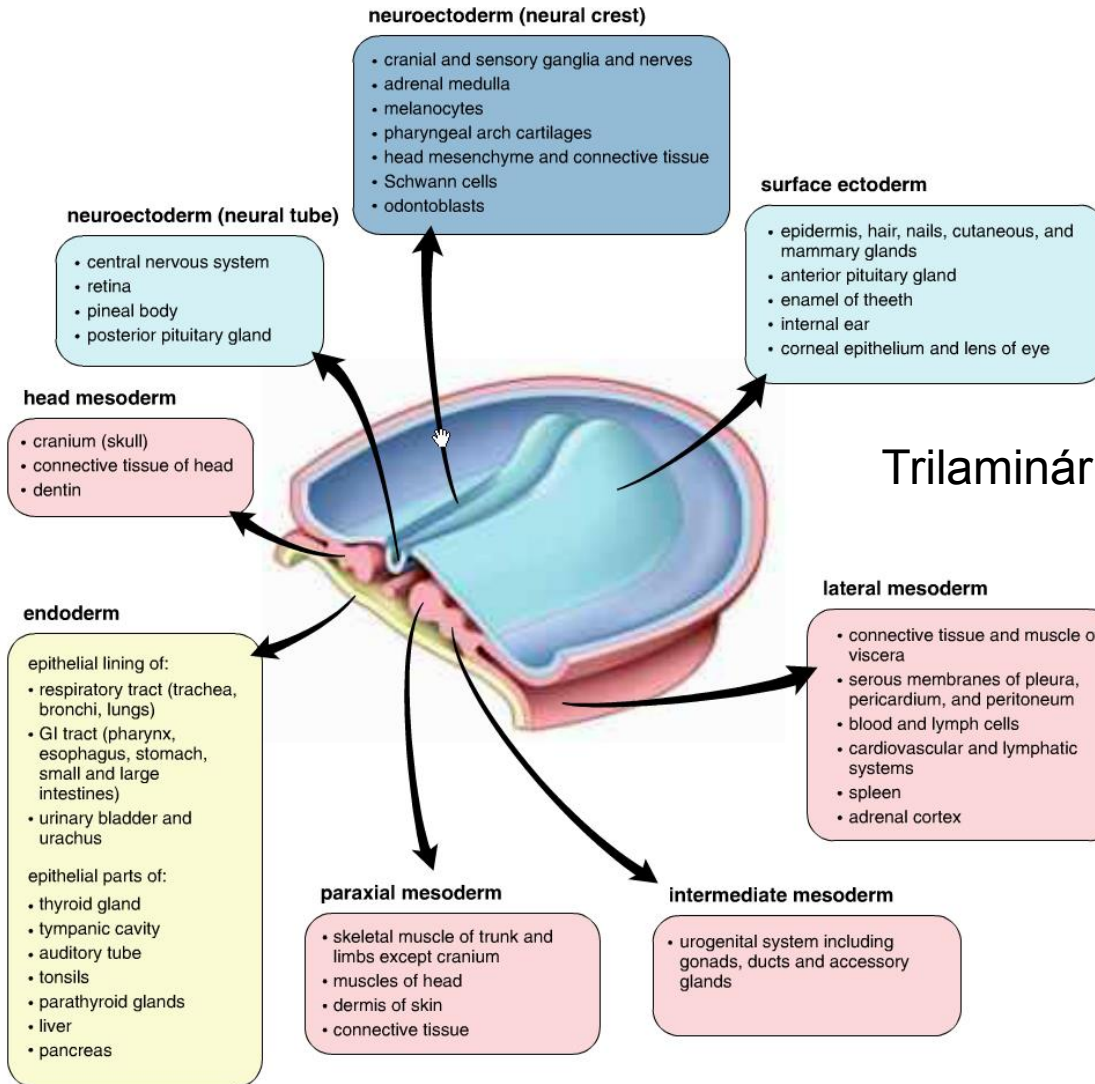 neuroectoderm (neural crest)
• cranial and sensory ganglia and nerves
• adrenal medulla
• melanocytes
• pharyngeal arch cartilages
• head mesenchyme and connective tissue
• Schwann cells
• odontoblasts
surface ectoderm
• epidermis, hair, nails, cutaneous, and
mammary glands
• anterior pituitary gland
• enamel of theeth
• internal ear
• corneal epithelium and lens of eye
neuroectoderm (neural tube)
• central nervous system
• retina
• pineal body
• posterior pituitary gland
head mesoderm
• cranium (skull)
• connective tissue of head
• dentin
Trilaminár
endoderm
epithelial lining of:
• respiratory tract (trachea,
bronchi, lungs)
• GI tract (pharynx,
esophagus, stomach,
small and large
intestines)
• urinary bladder and
urachus
epithelial parts of:
• thyroid gland
• tympanic cavity
• auditory tube
• tonsils
• parathyroid glands
• liver
• pancreas
lateral mesoderm
• connective tissue and muscle o
viscera
• serous membranes of pleura,
pericardium, and peritoneum
• blood and lymph cells
• cardiovascular and lymphatic
systems
• spleen
• adrenal cortex
paraxial mesoderm
• skeletal muscle of trunk and
limbs except cranium
• muscles of head
• dermis of skin
• connective tissue
intermediate mesoderm
• urogenital system including
gonads, ducts and accessory
glands